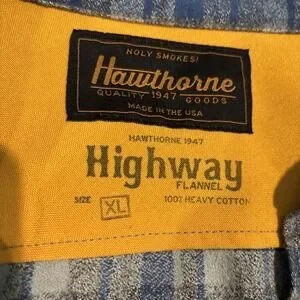 HOLY SMOKES!
Hawthorne
QUALITY 1947 GOODS
MADE IN THE USA
HAWTHORNE 1947
Highway
FLANNEL
SIZE XL 100% HEAVY COTTON